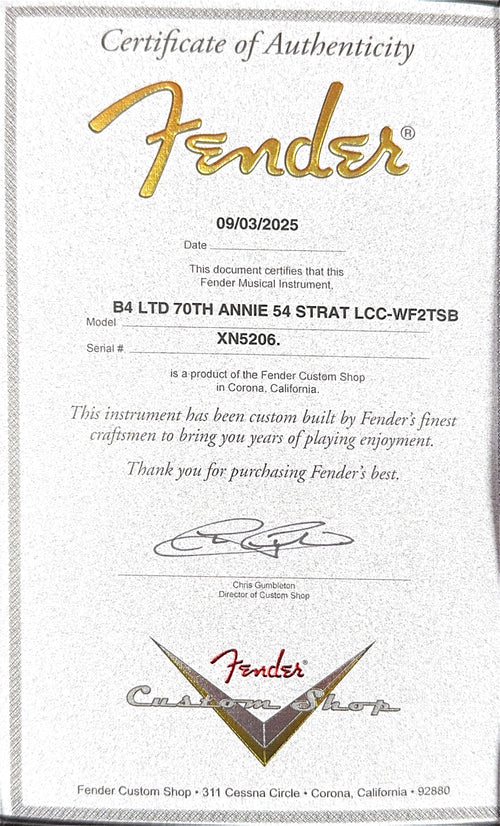 Certificate of Authenticity
Fender®
09/03/2025
Date
This document certifies that this
Fender Musical Instrument,
B4 LTD 70TH ANNIE 54 STRAT LCC-WF2TSB
Model
XN5206.
Serial #
is a product of the Fender Custom Shop
in Corona, California.
This instrument has been custom built by Fender's finest
craftsmen to bring you years of playing enjoyment.
Thank you for purchasing Fender's best.
Chris Gumbleton
Director of Custom Shop
Fender®
Custom Shop
Fender Custom Shop • 311 Cessna Circle • Corona, California • 92880